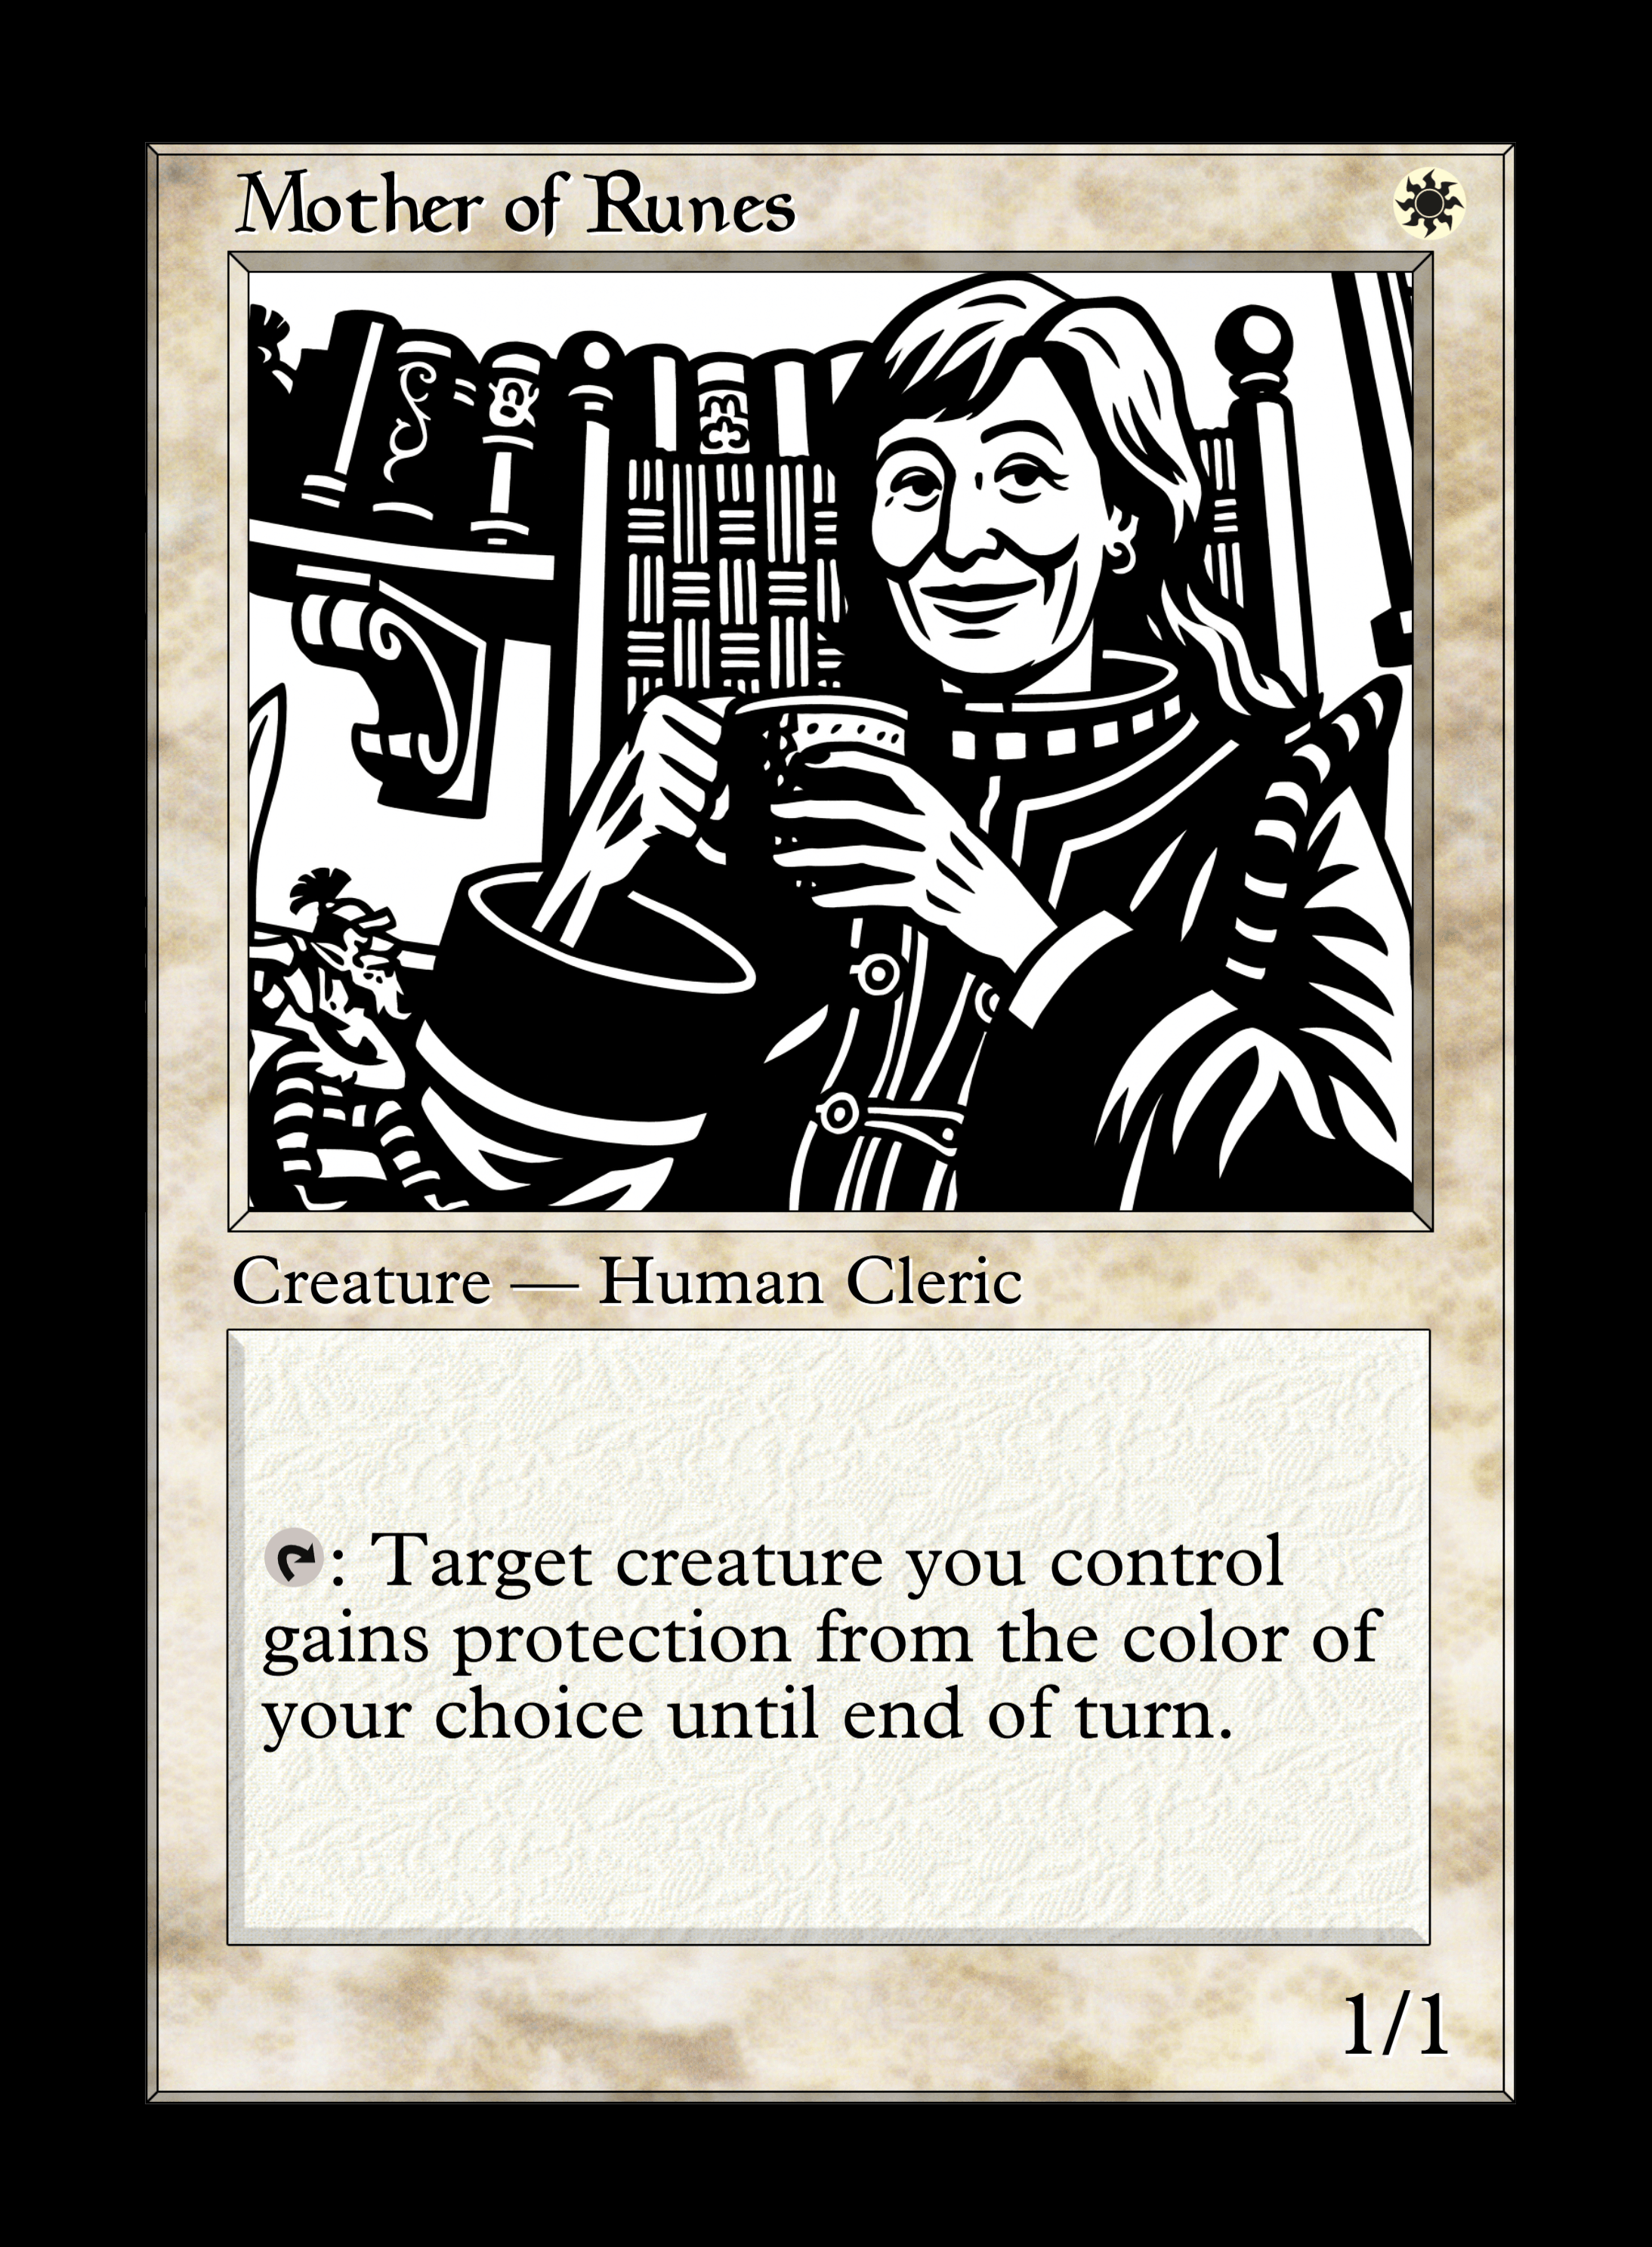 Mother of Runes
Creature — Human Cleric
: Target creature you control
gains protection from the color of
your choice until end of turn.
1/1